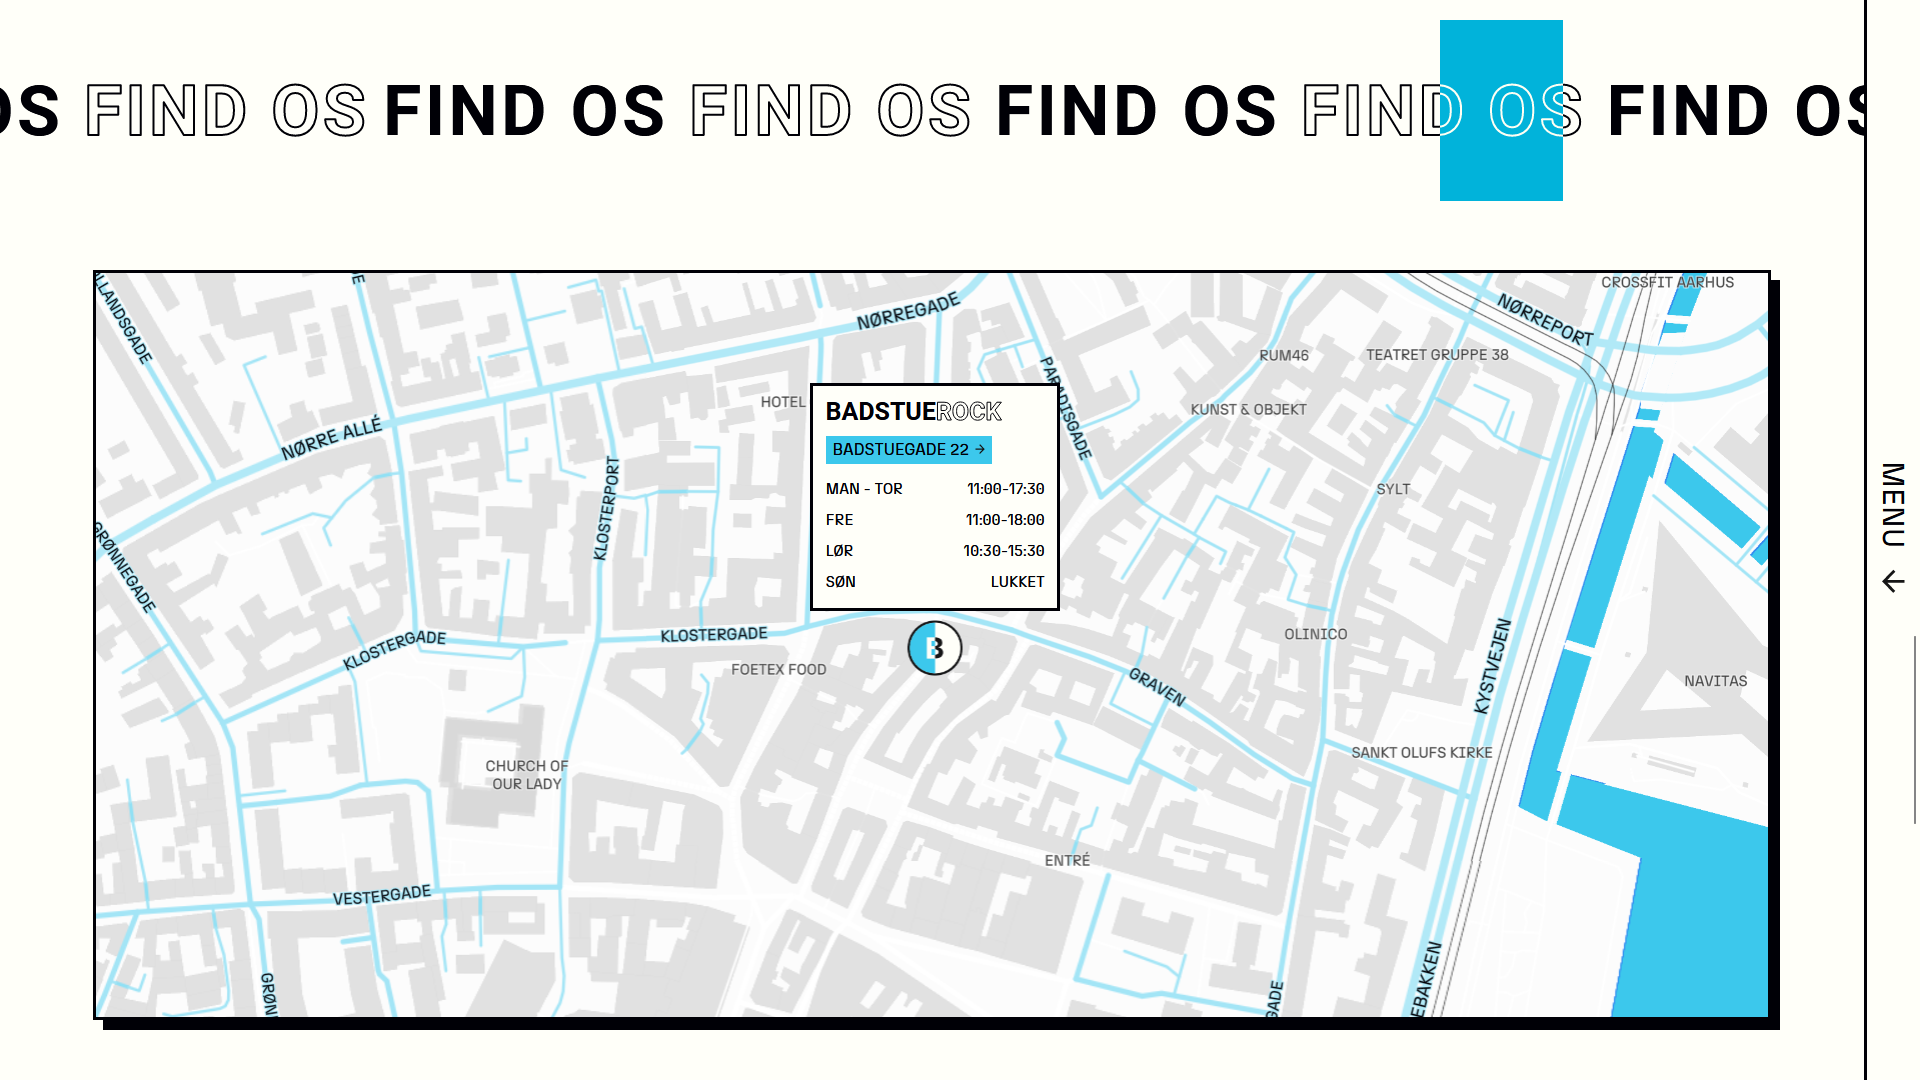 OS FIND OS FIND OS FIND OS FIND OS FIND OS FIND OS
CROSSFIT AARHUS
LLANDSGADE
NØRREGADE
NØRREPORT
RUM46
TEATRET GRUPPE 38
PARADISGADE
HOTEL
KUNST & OBJEKT
NØRRE ALLÉ
BADSTUEROCK
BADSTUEGADE 22 →
MAN - TOR 11:00-17:30
FRE 11:00-18:00
LØR 10:30-15:30
SØN LUKKET
KLOSTERPORT
SYLT
MENU
GRØNNEGADE
KLOSTERGADE
KLOSTERGADE
B
OLINICO
FOETEX FOOD
GRAVEN
KYSTVEJEN
NAVITAS
SANKT OLUFS KIRKE
CHURCH OF
OUR LADY
ENTRÉ
VESTERGADE
GRØN
GADE
EBAKKEN